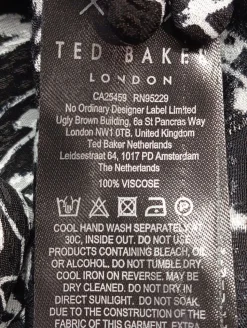 TED BAKER
LONDON
CA25459 RN95229
No Ordinary Designer Label Limited
Ugly Brown Building, 6a St Pancras Way
London NW1 0TB, United Kingdom
Ted Baker Netherlands
Leidsestraat 64, 1017 PD Amsterdam
The Netherlands
100% VISCOSE
COOL HAND WASH SEPARATELY AT
30C, INSIDE OUT. DO NOT USE
PRODUCTS CONTAINING BLEACH, OIL
OR ALCOHOL. DO NOT TUMBLE DRY
COOL IRON ON REVERSE. MAY BE
DRY CLEANED. DO NOT DRY IN
DIRECT SUNLIGHT. DO NOT SOAK.
DUE TO THE CONSTRUCTION OF THE
FABRIC OF THIS GARMENT, EXTRA